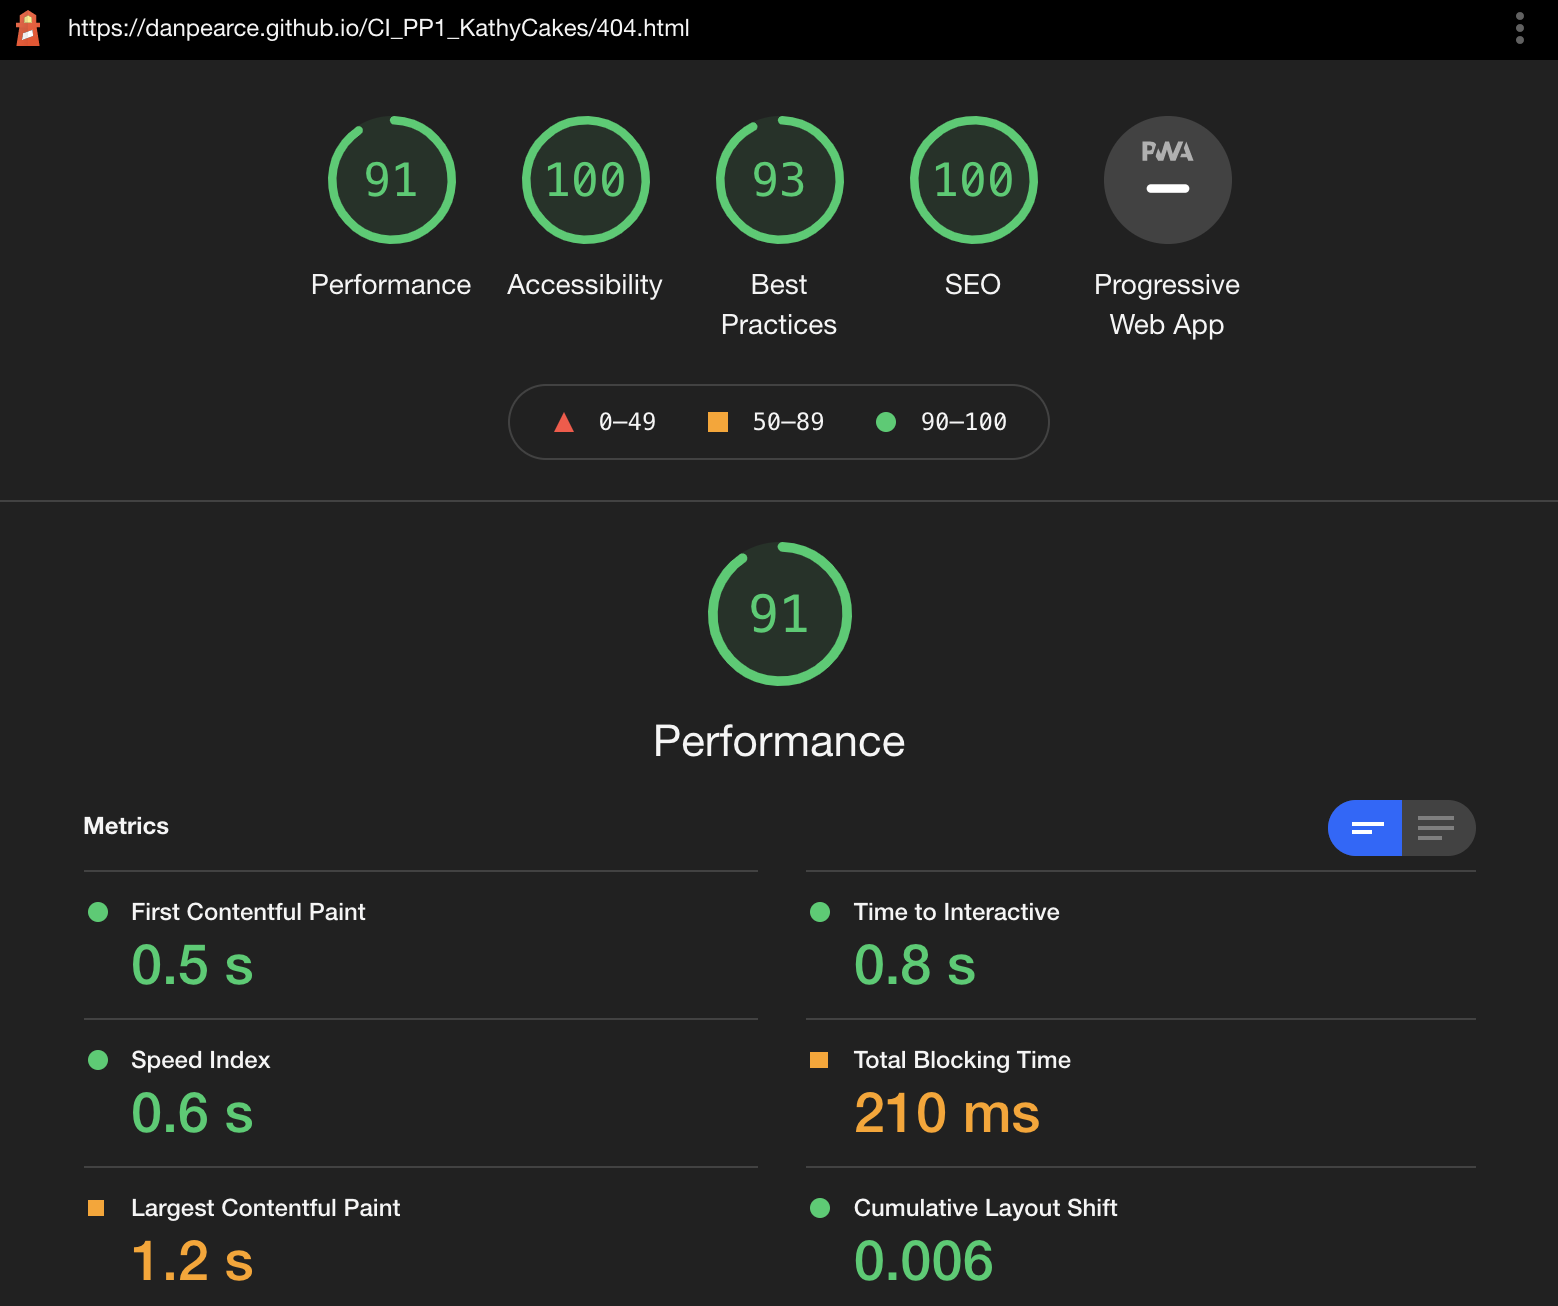 https://danpearce.github.io/CI_PP1_KathyCakes/404.html
91 100 93 100 PWA
Performance Accessibility Best Practices SEO Progressive Web App
0–49 50–89 90–100
91
Performance
Metrics
First Contentful Paint
0.5 s
Time to Interactive
0.8 s
Speed Index
0.6 s
Total Blocking Time
210 ms
Largest Contentful Paint
1.2 s
Cumulative Layout Shift
0.006